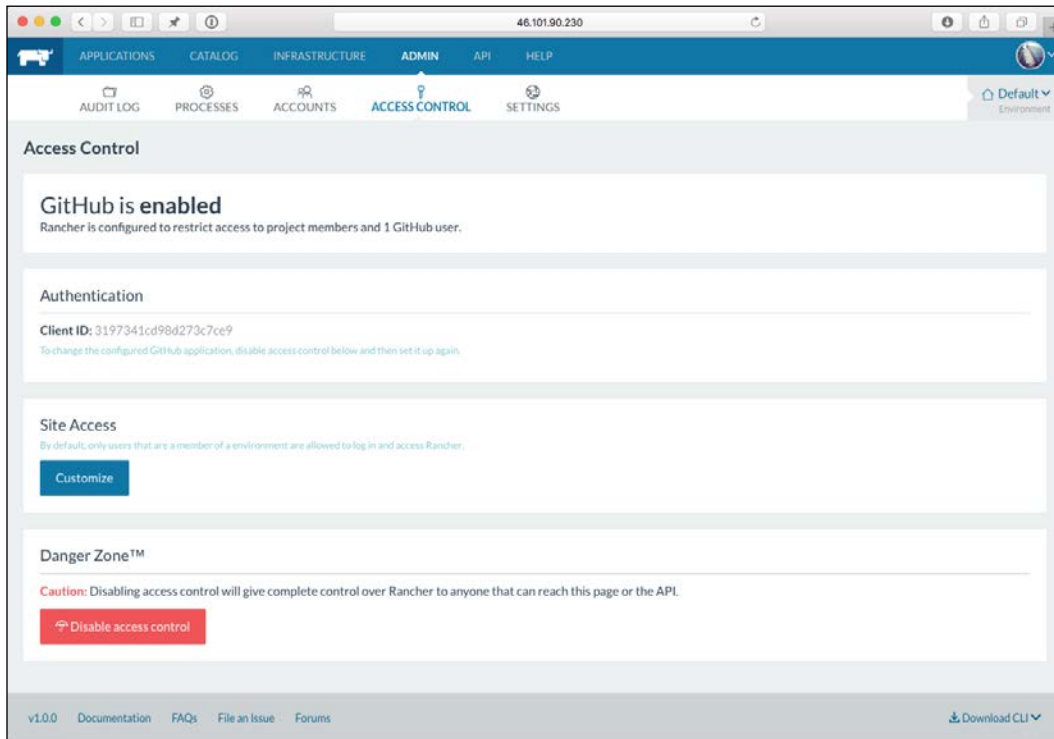 46.101.90.230
APPLICATIONS CATALOG INFRASTRUCTURE ADMIN API HELP
AUDIT LOG PROCESSES ACCOUNTS ACCESS CONTROL SETTINGS
Default
Environment
Access Control
GitHub is enabled
Rancher is configured to restrict access to project members and 1 GitHub user.
Authentication
Client ID: 3197341cd98d273c7ce9
To change the configured GitHub application, disable access control below and then set it up again.
Site Access
By default, only users that are a member of a environment are allowed to log in and access Rancher.
Customize
Danger Zone™
Caution: Disabling access control will give complete control over Rancher to anyone that can reach this page or the API.
Disable access control
v1.0.0 Documentation FAQs File an Issue Forums Download CLI